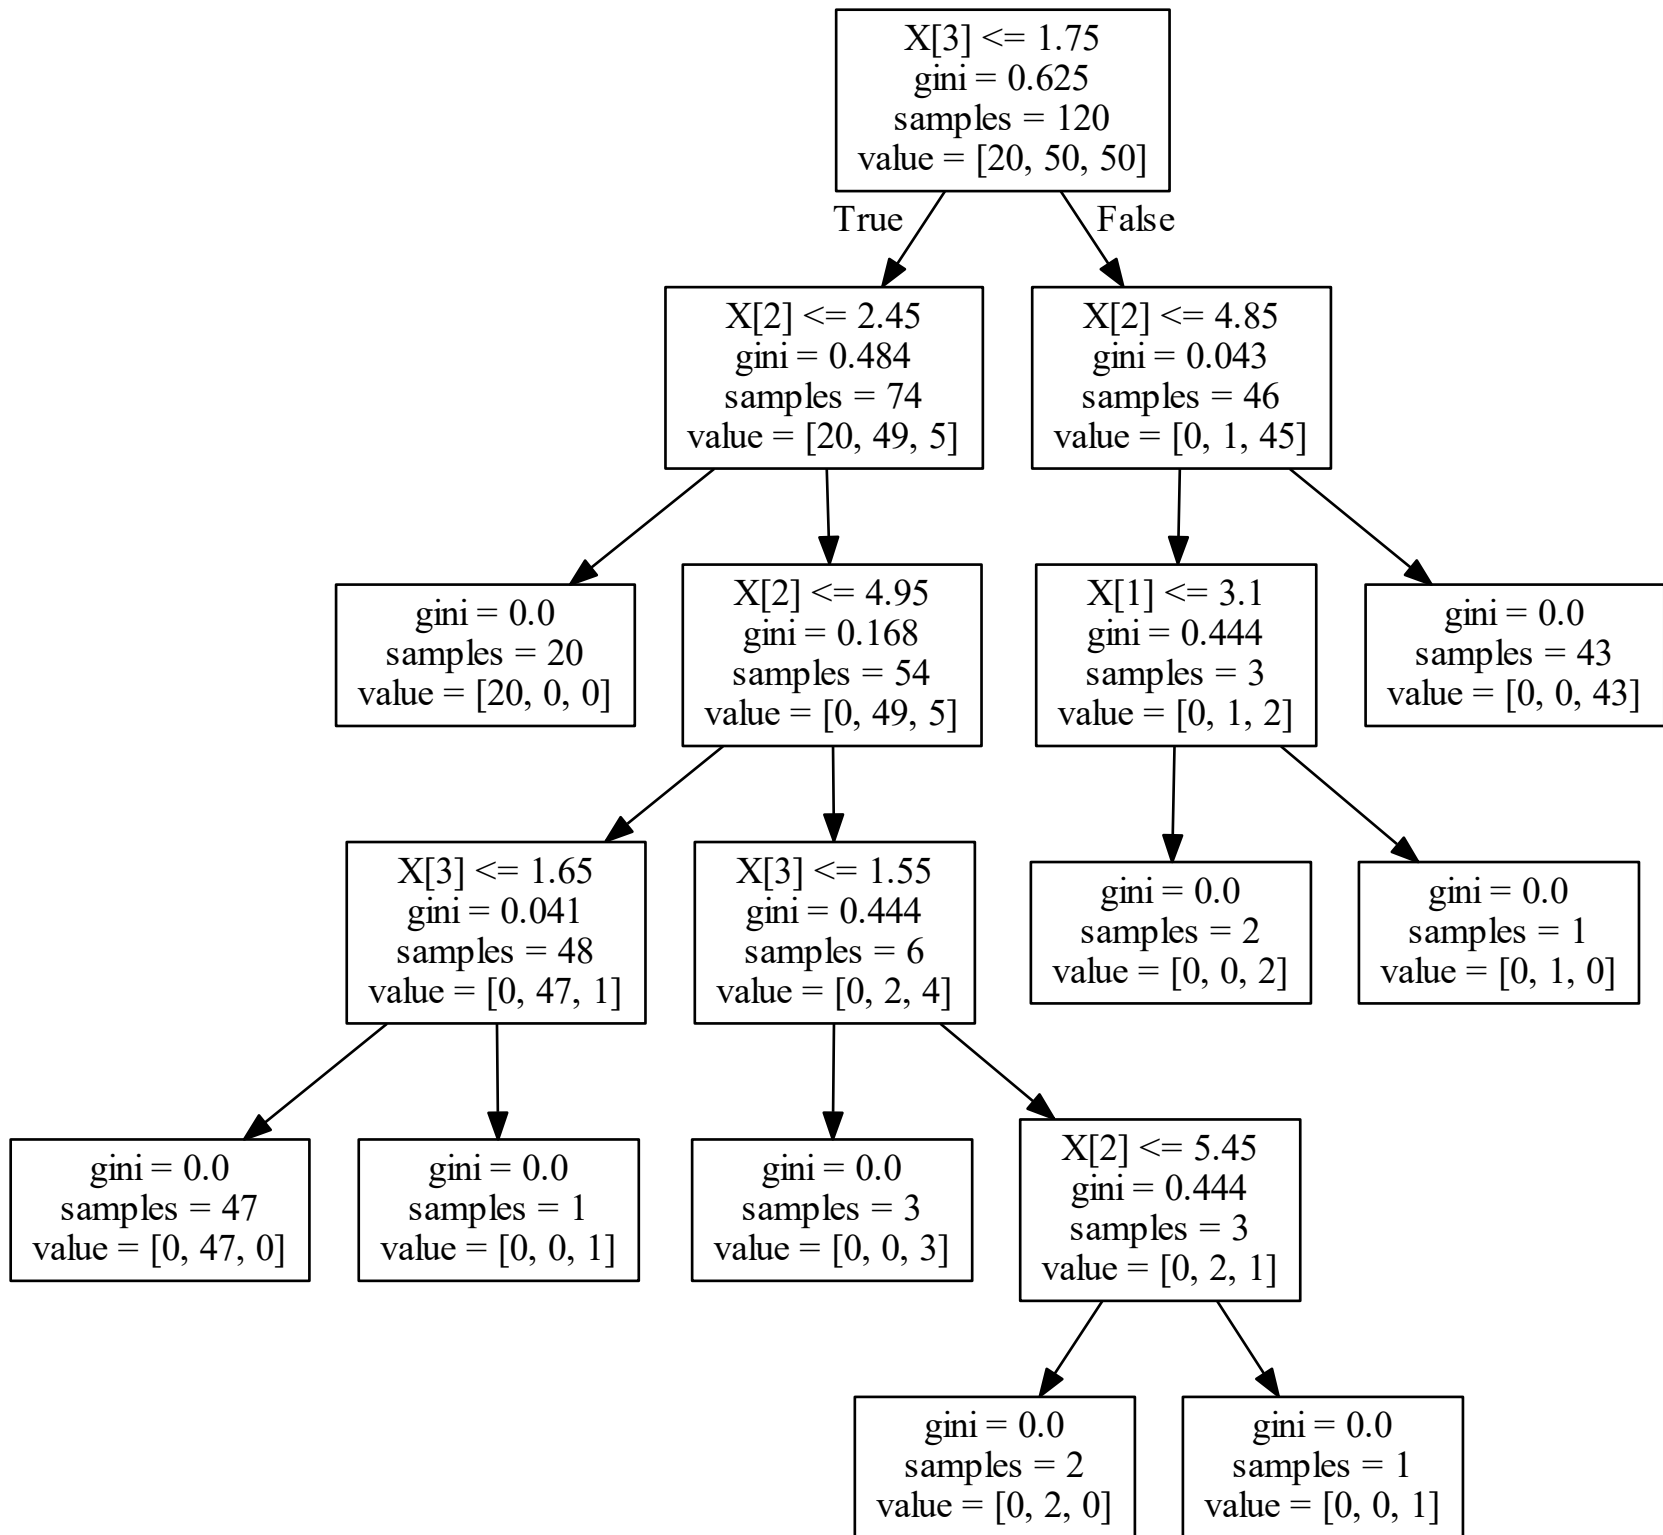 X[3] <= 1.75
gini = 0.625
samples = 120
value = [20, 50, 50]
True
False
X[2] <= 2.45
gini = 0.484
samples = 74
value = [20, 49, 5]
X[2] <= 4.85
gini = 0.043
samples = 46
value = [0, 1, 45]
gini = 0.0
samples = 20
value = [20, 0, 0]
X[2] <= 4.95
gini = 0.168
samples = 54
value = [0, 49, 5]
X[1] <= 3.1
gini = 0.444
samples = 3
value = [0, 1, 2]
gini = 0.0
samples = 43
value = [0, 0, 43]
X[3] <= 1.65
gini = 0.041
samples = 48
value = [0, 47, 1]
X[3] <= 1.55
gini = 0.444
samples = 6
value = [0, 2, 4]
gini = 0.0
samples = 2
value = [0, 0, 2]
gini = 0.0
samples = 1
value = [0, 1, 0]
gini = 0.0
samples = 47
value = [0, 47, 0]
gini = 0.0
samples = 1
value = [0, 0, 1]
gini = 0.0
samples = 3
value = [0, 0, 3]
X[2] <= 5.45
gini = 0.444
samples = 3
value = [0, 2, 1]
gini = 0.0
samples = 2
value = [0, 2, 0]
gini = 0.0
samples = 1
value = [0, 0, 1]